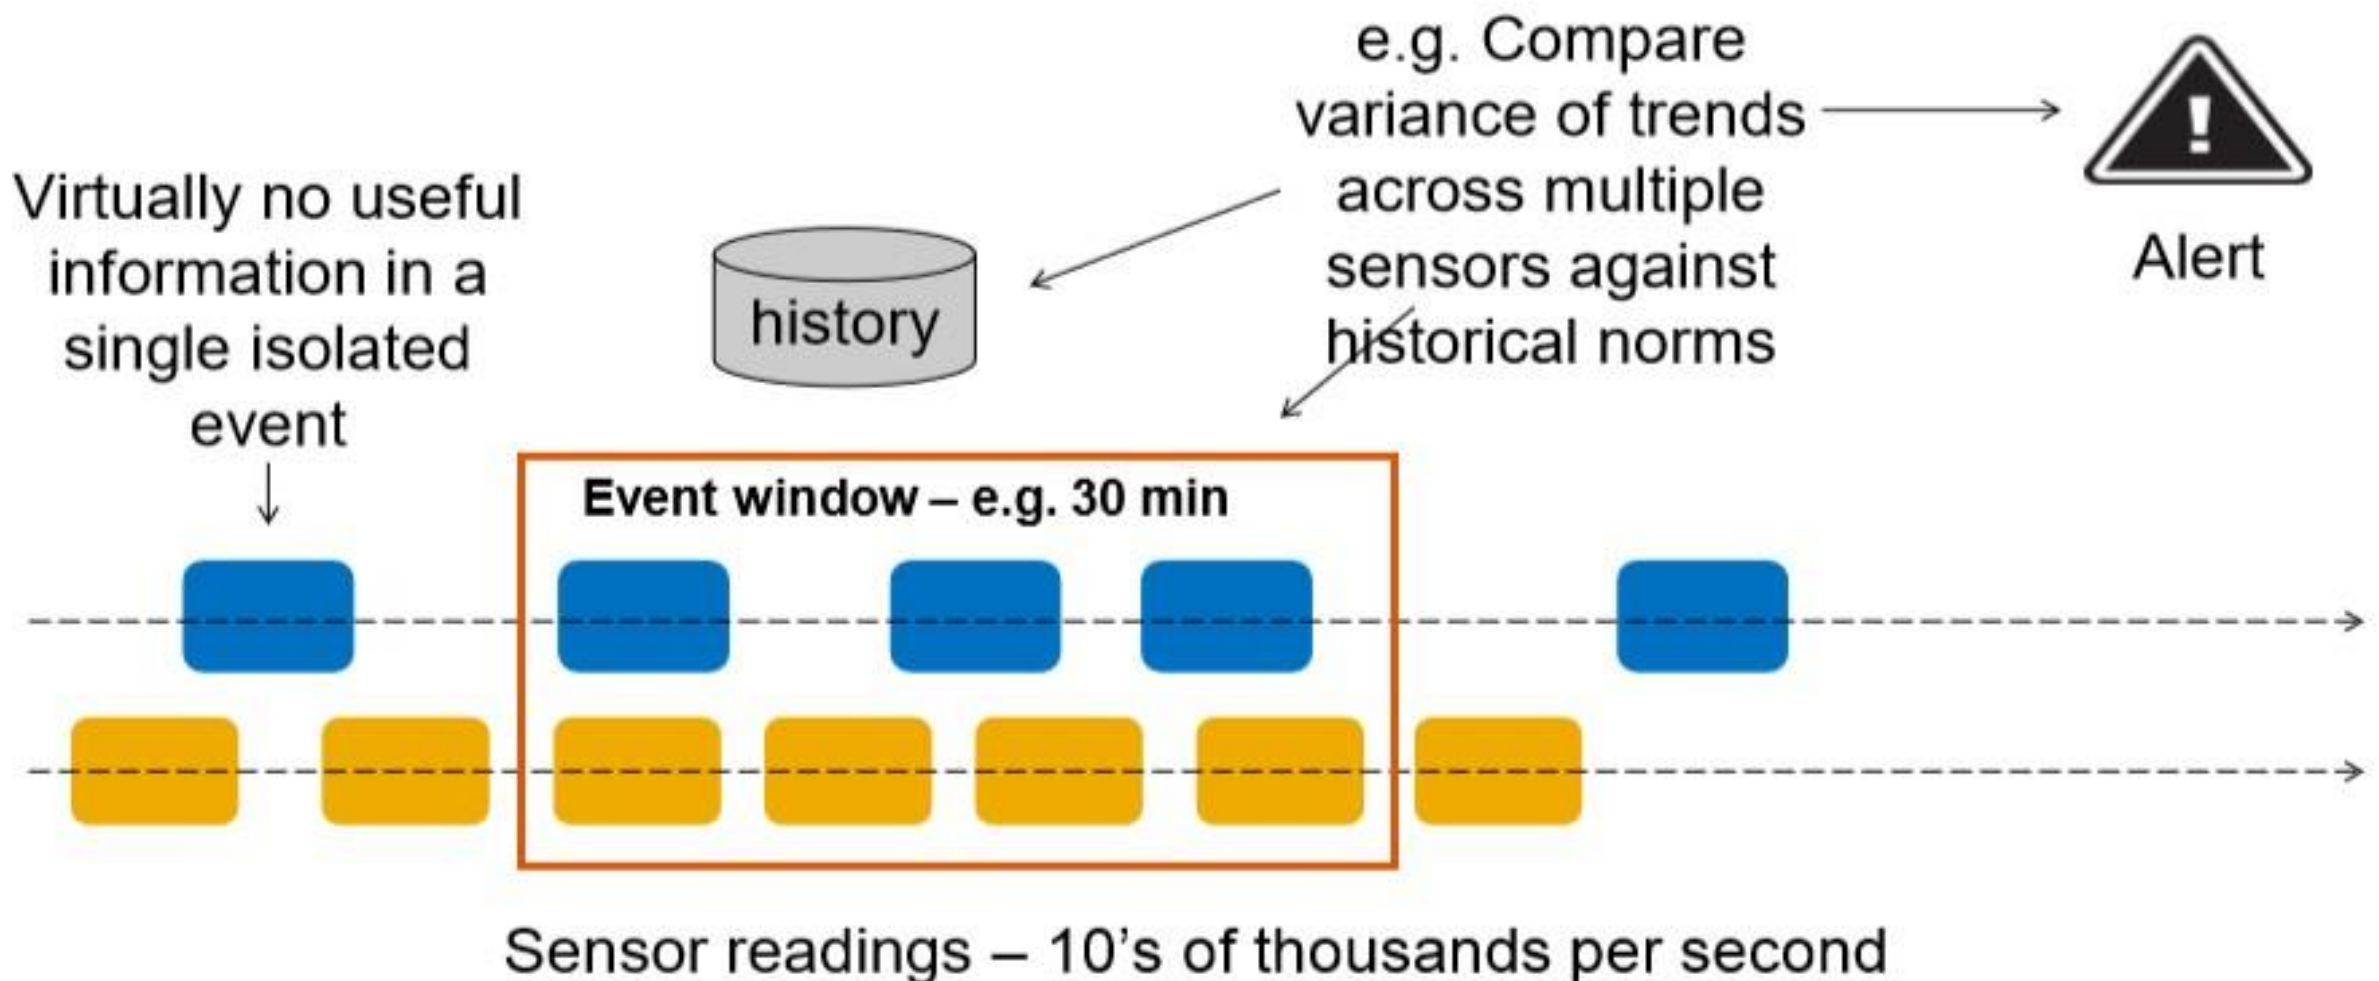 Virtually no useful
information in a
single isolated
event
history
e.g. Compare
variance of trends
across multiple
sensors against
historical norms
!
Alert
Event window – e.g. 30 min
Sensor readings – 10’s of thousands per second